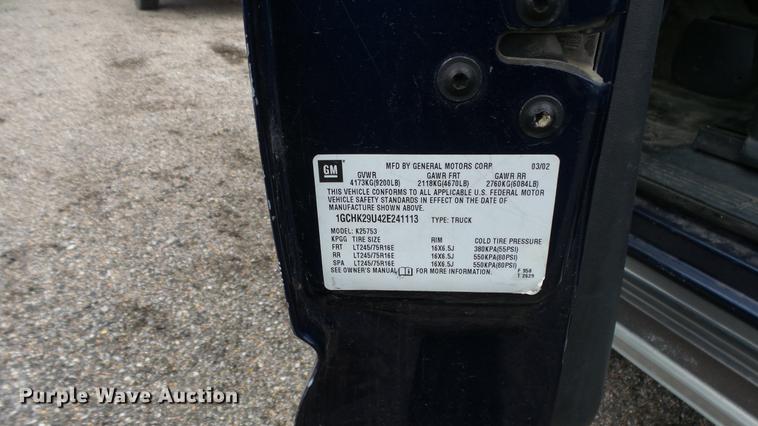 GM
MFD BY GENERAL MOTORS CORP. 03/02
GVWR GAWR FRT GAWR RR
4173KG(9200LB) 2118KG(4670LB) 2760KG(6084LB)
THIS VEHICLE CONFORMS TO ALL APPLICABLE U.S. FEDERAL MOTOR
VEHICLE SAFETY STANDARDS IN EFFECT ON THE DATE OF
MANUFACTURE SHOWN ABOVE.
1GCHK29U42E241113 TYPE: TRUCK
MODEL: K25753
KPGG TIRE SIZE RIM COLD TIRE PRESSURE
FRT LT245/75R16E 16X6.5J 380KPA(55PSI)
RR LT245/75R16E 16X6.5J 550KPA(80PSI)
SPA LT245/75R16E 16X6.5J 550KPA(80PSI)
SEE OWNER'S MANUAL FOR MORE INFORMATION.
F 958
T 2629
Purple Wave Auction